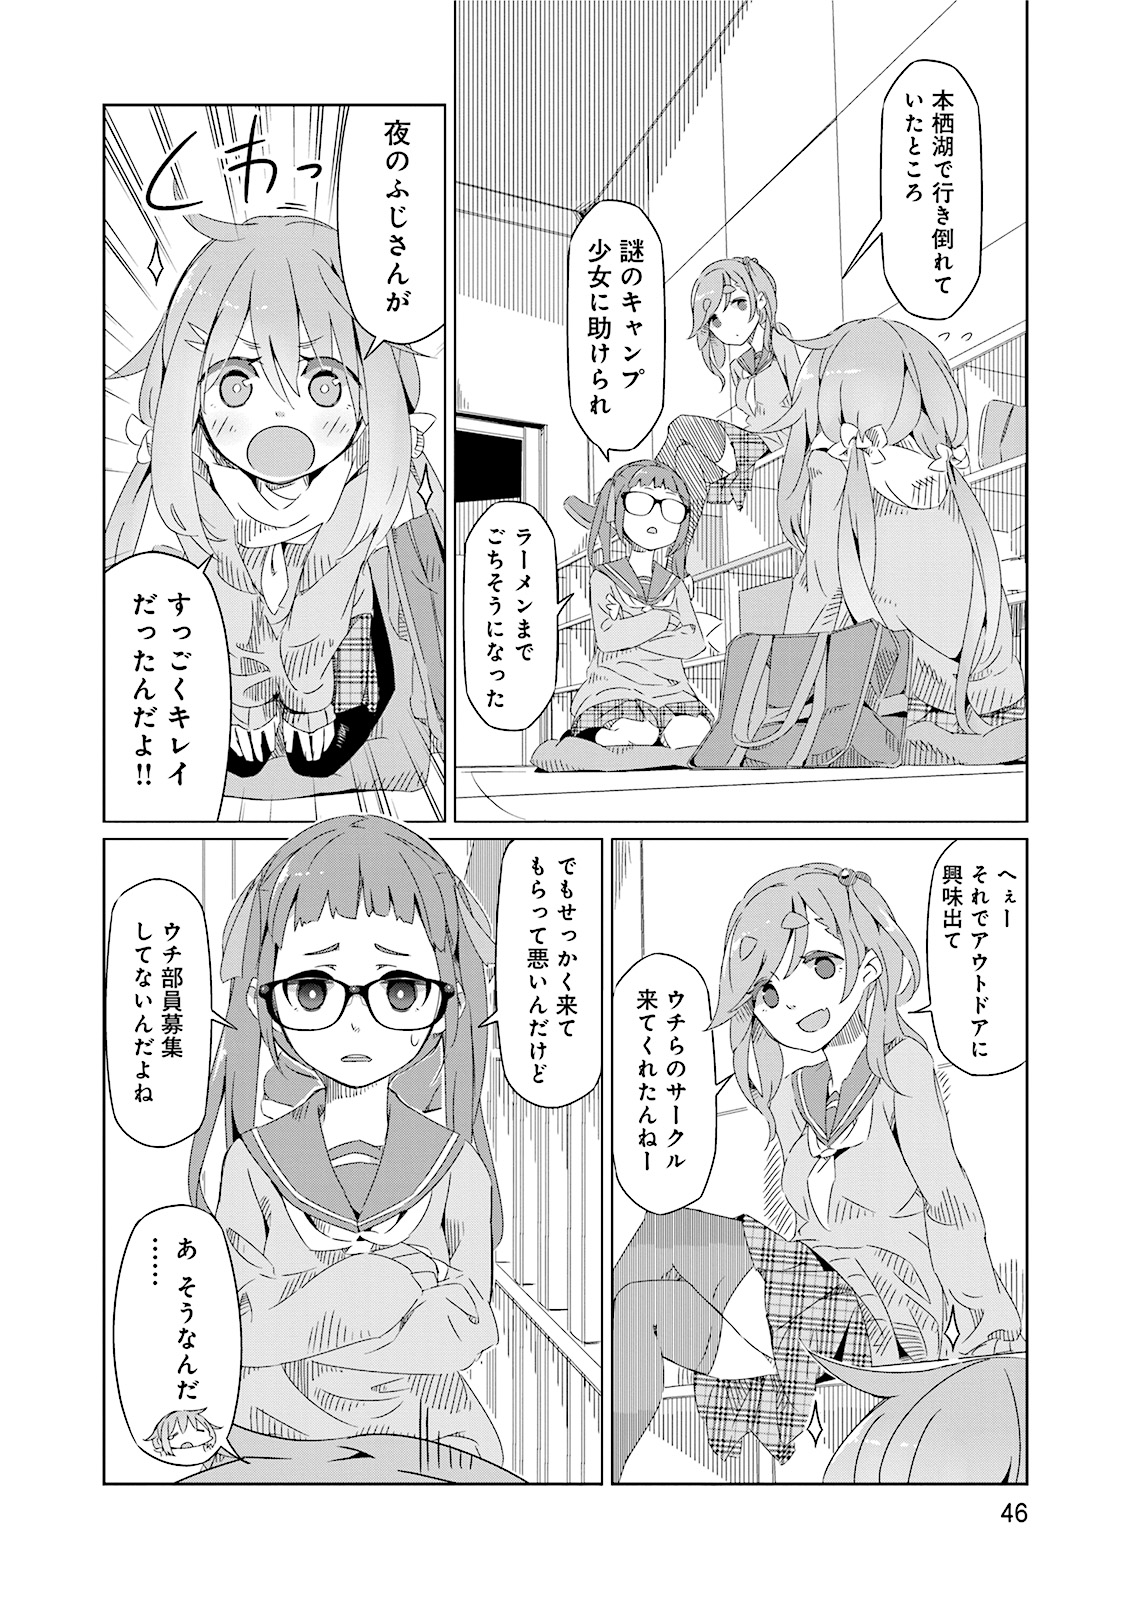 本栖湖で行き倒れて
いたところ
謎のキャンプ
少女に助けられ
ラーメンまで
ごちそうになった
夜のふじさんが
くわっ
すっごくキレイ
だったんだよ!!
へぇー
それでアウトドアに
興味出て
ウチらのサークル
来てくれたんねー
でもせっかく来て
もらって悪いんだけど
ウチ部員募集
してないんだよね
あ そうなんだ
……
46